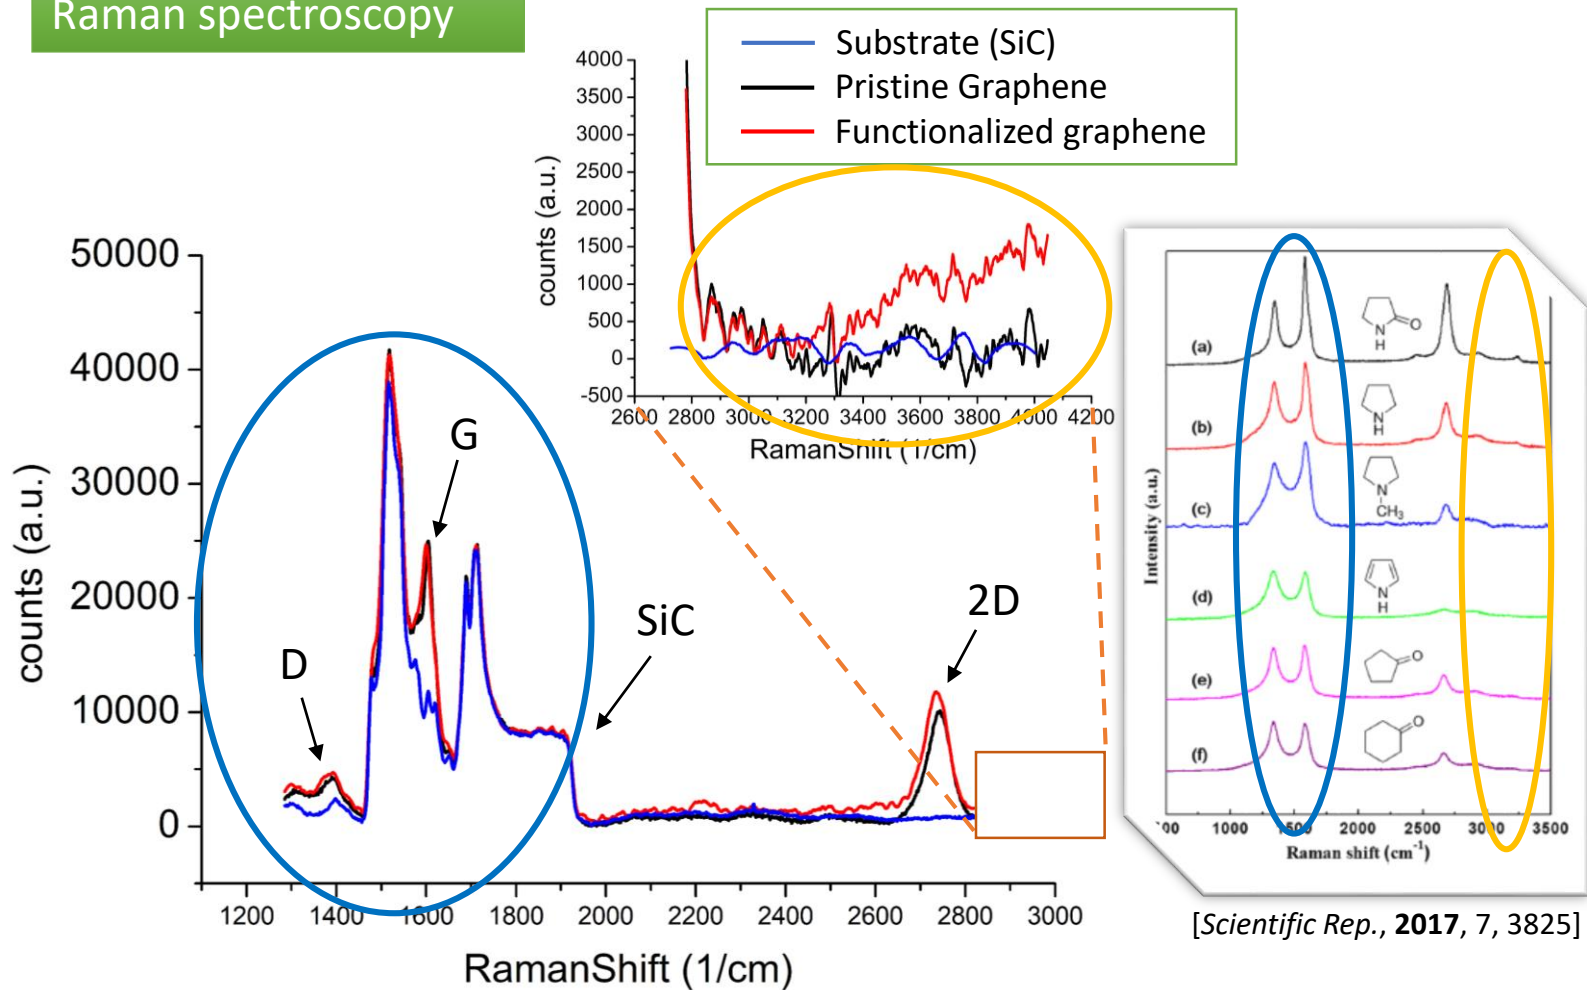 Raman spectroscopy
Substrate (SiC)
Pristine Graphene
Functionalized graphene
4000
3500
3000
2500
2000
1500
1000
500
0
-500
counts (a.u.)
2600 2800 3000 3200 3400 3600 3800 4000 4200
RamanShift (1/cm)
50000
40000
30000
20000
10000
0
counts (a.u.)
G
D
SiC
2D
1200 1400 1600 1800 2000 2200 2400 2600 2800 3000
RamanShift (1/cm)
(a)
N
H
O
(b)
N
H
(c)
N
CH3
(d)
N
H
(e)
O
(f)
O
Intensity (a.u.)
00 1000 1500 2000 2500 3000 3500
Raman shift (cm-1)
[Scientific Rep., 2017, 7, 3825]